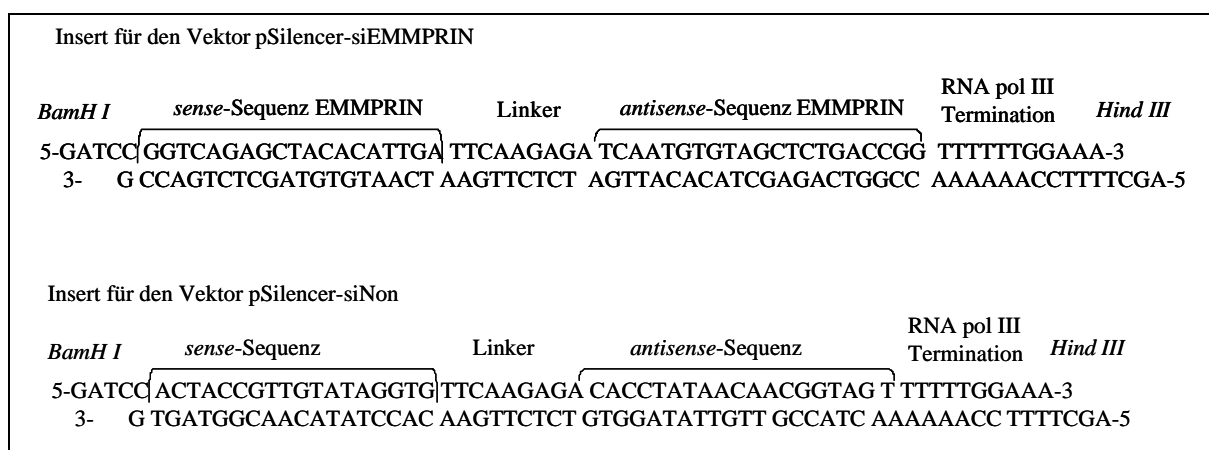 Insert für den Vektor pSilencer-siEMMPRIN
RNA pol III
BamH I sense-Sequenz EMMPRIN Linker antisense-Sequenz EMMPRIN Termination Hind III
5-GATCC GGTCAGAGCTACACATTGA TTCAAGAGA TCAATGTGTAGCTCTGACCGG TTTTTTGGAAA-3
3- G CCAGTCTCGATGTGTAACT AAGTTCTCT AGTTACACATCGAGACTGGCC AAAAAACCTTTTCGA-5
Insert für den Vektor pSilencer-siNon
RNA pol III
BamH I sense-Sequenz Linker antisense-Sequenz Termination Hind III
5-GATCC ACTACCGTTGTATAGGTG TTCAAGAGA CACCTATAACAACGGTAG T TTTTTGGAAA-3
3- G TGATGGCAACATATCCAC AAGTTCTCT GTGGATATTGTT GCCATC AAAAAACC TTTTCGA-5